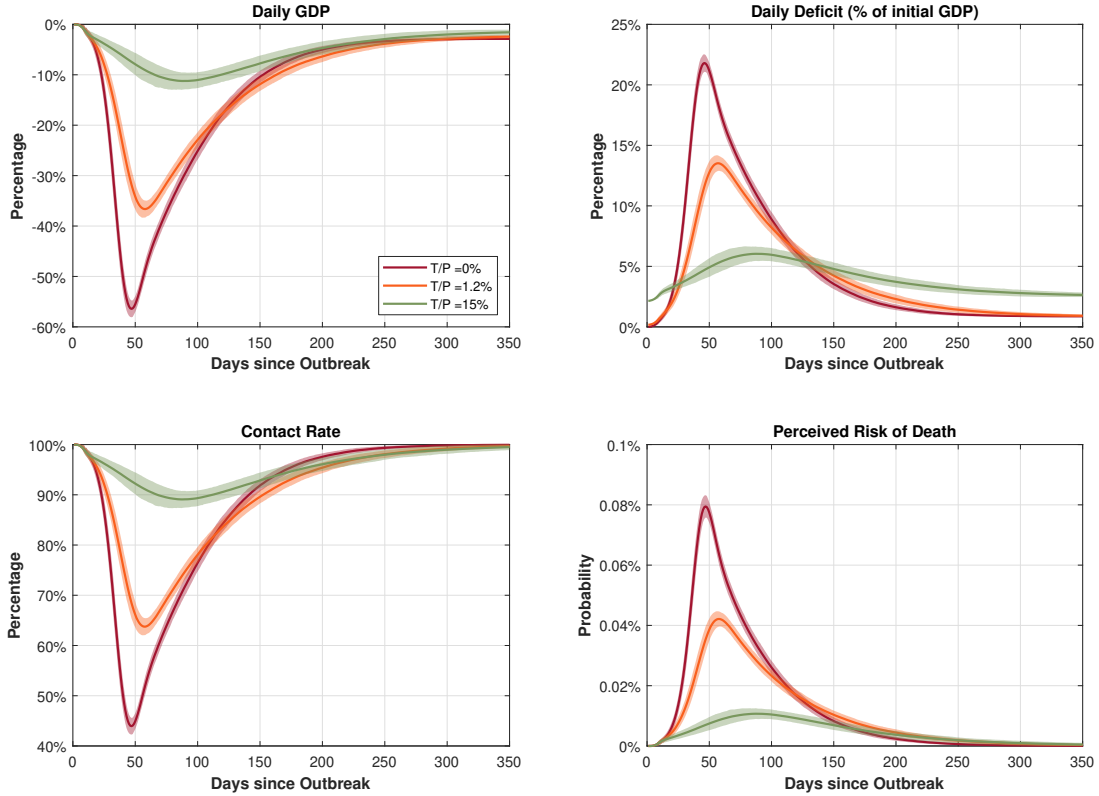 Daily GDP
0%
-10%
-20%
-30%
-40%
-50%
-60%
Percentage
0 50 100 150 200 250 300 350
Days since Outbreak
T/P =0%
T/P =1.2%
T/P =15%
Daily Deficit (% of initial GDP)
25%
20%
15%
10%
5%
0%
Percentage
0 50 100 150 200 250 300 350
Days since Outbreak
Contact Rate
100%
90%
80%
70%
60%
50%
40%
Percentage
0 50 100 150 200 250 300 350
Days since Outbreak
Perceived Risk of Death
0.1%
0.08%
0.06%
0.04%
0.02%
0%
Probability
0 50 100 150 200 250 300 350
Days since Outbreak